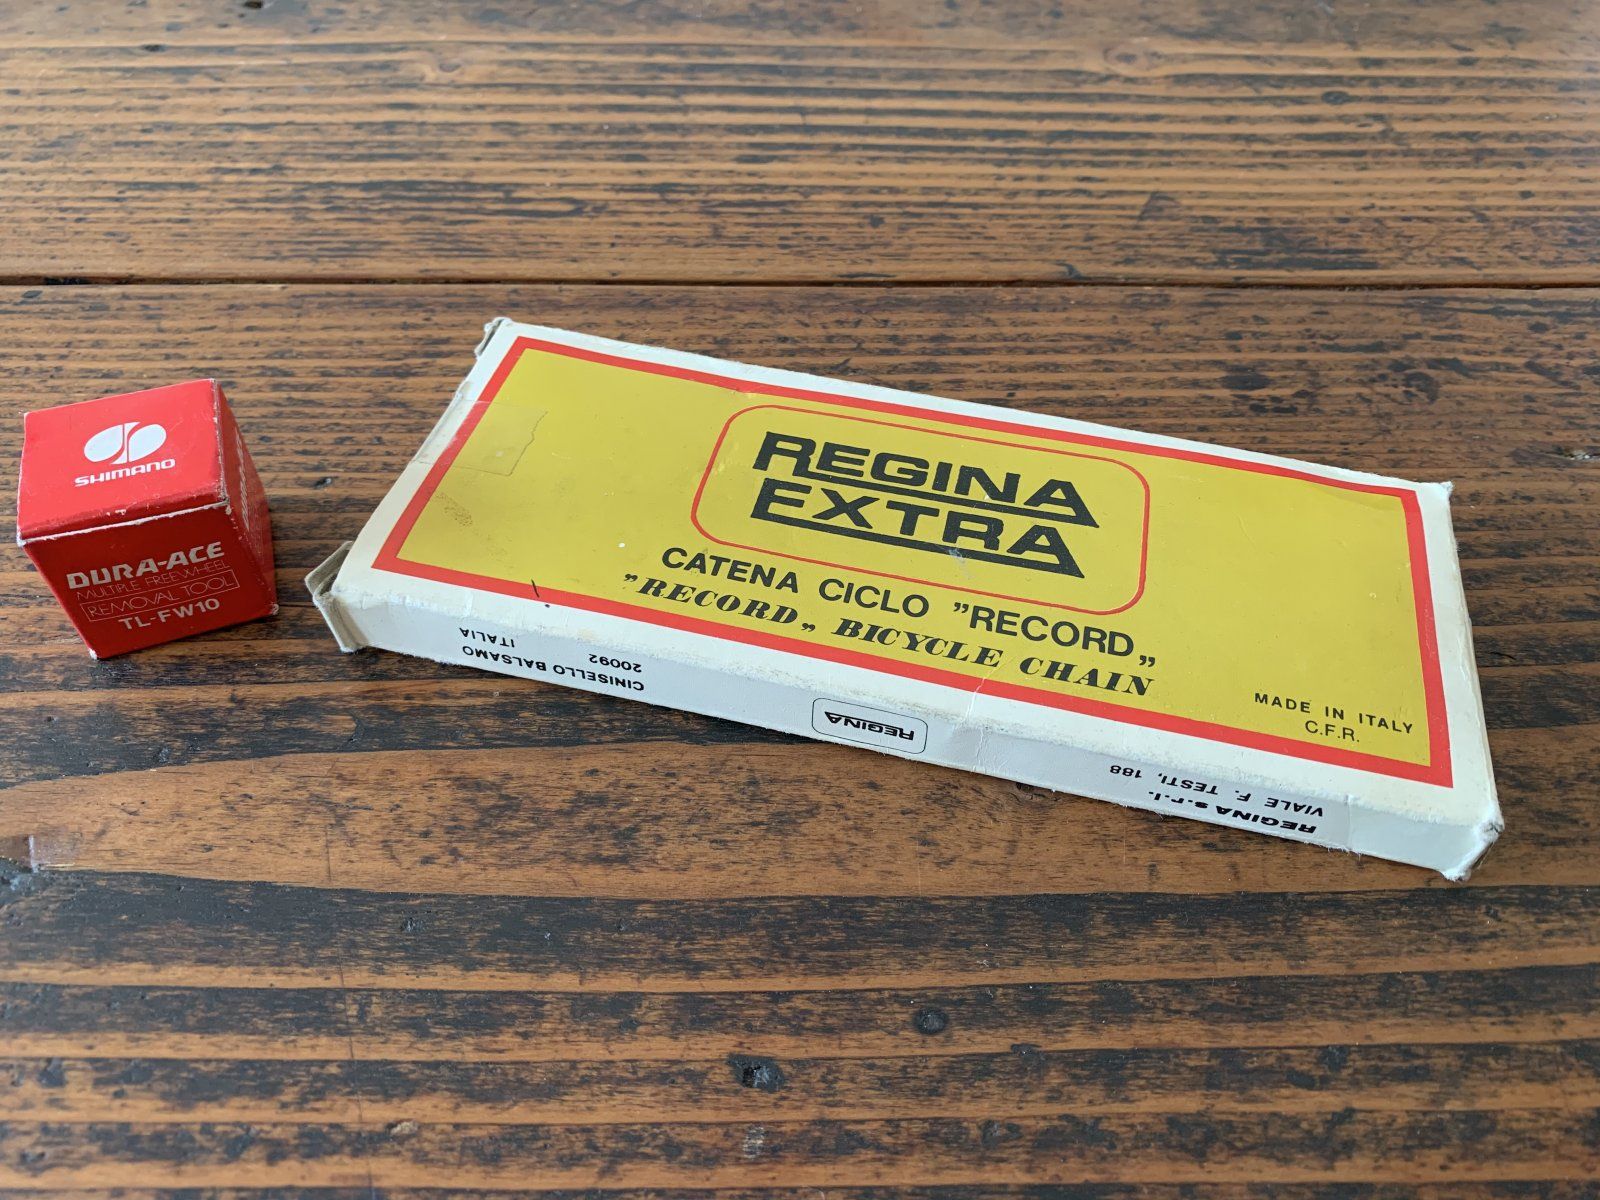 SHIMANO
DURA-ACE
MULTIPLE FREEWHEEL
REMOVAL TOOL
TL-FW10
REGINA
EXTRA
CATENA CICLO "RECORD„
"RECORD„ BICYCLE CHAIN
MADE IN ITALY
C.F.R.
REGINA s.r.l.
VIALE F. TESTI, 188
REGINA
CINISELLO BALSAMO
20092 ITALIA